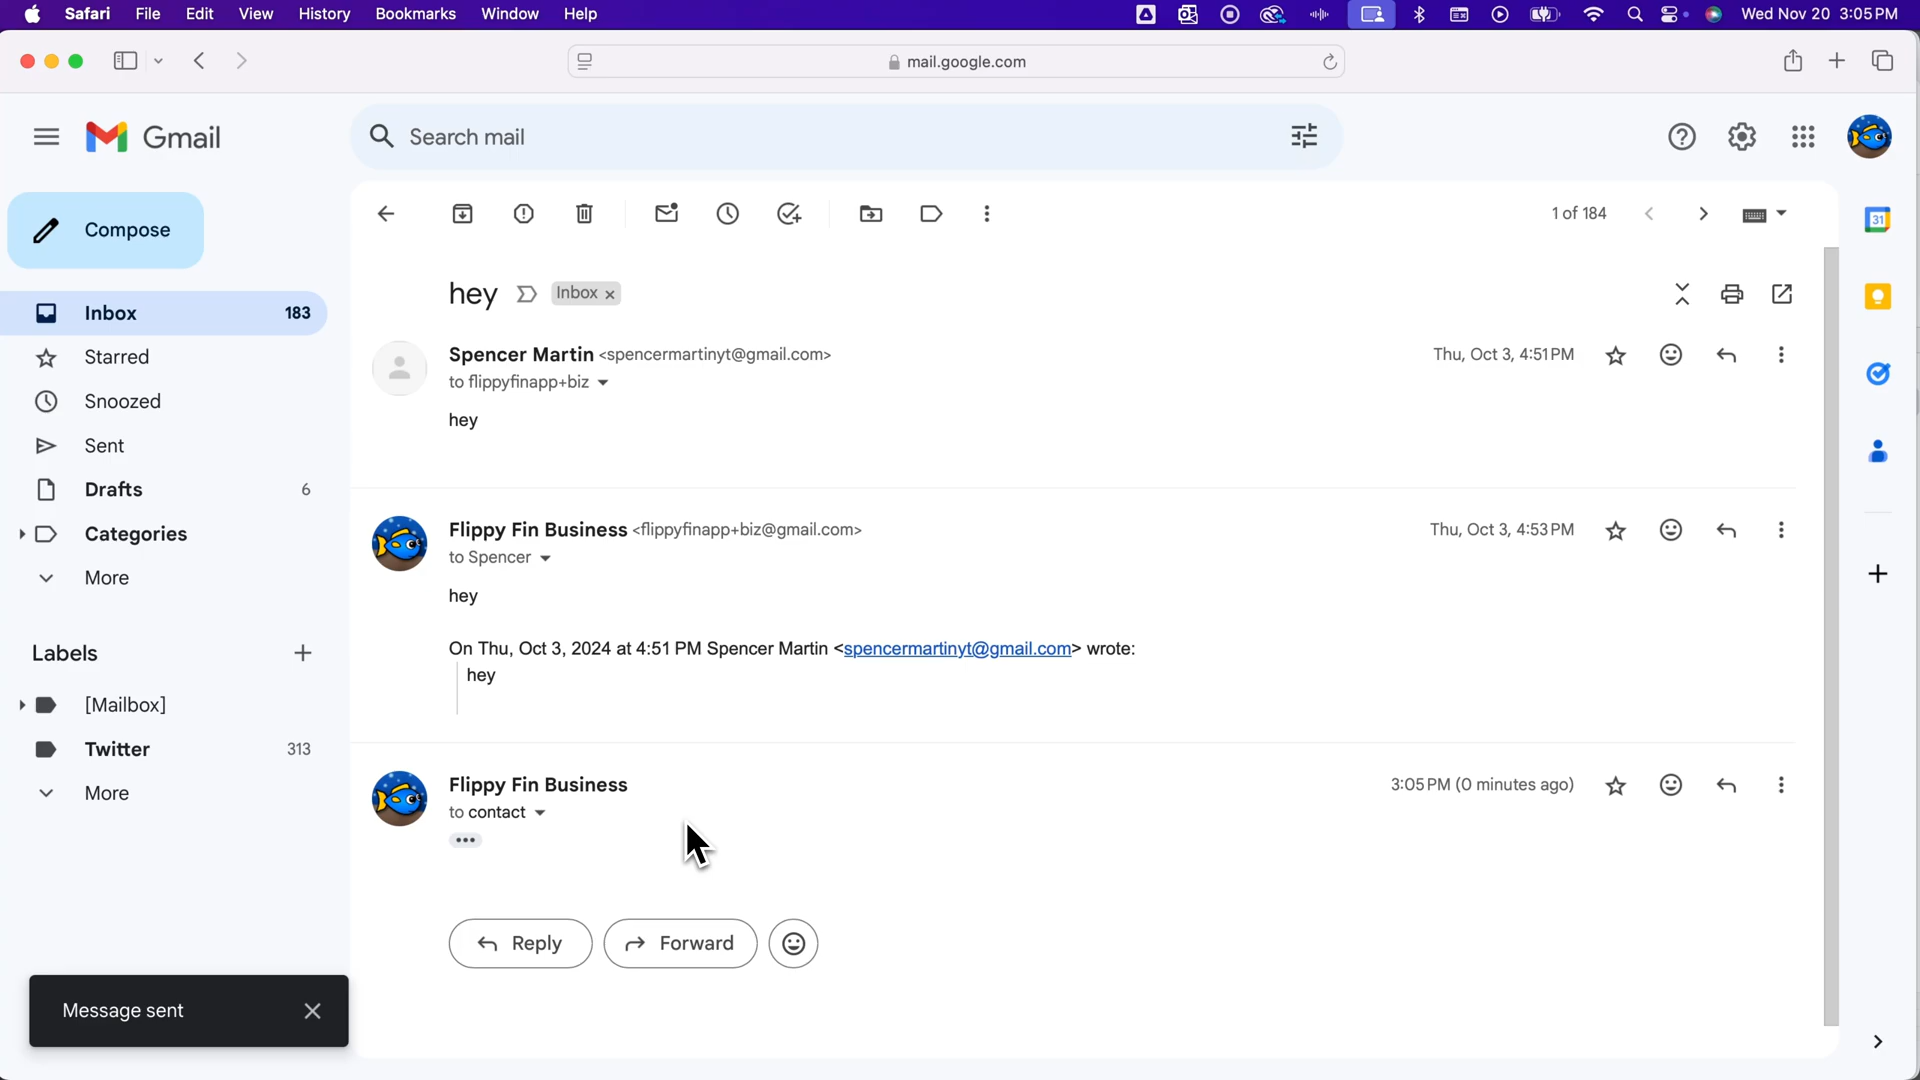 Safari File Edit View History Bookmarks Window Help Wed Nov 20 3:05 PM
mail.google.com
Gmail
Search mail
Compose
1 of 184
31
hey Inbox ×
Inbox 183
Starred
Snoozed
Sent
Drafts 6
Categories
More
Labels
[Mailbox]
Twitter 313
More
Spencer Martin <spencermartinyt@gmail.com> Thu, Oct 3, 4:51 PM
to flippyfinapp+biz
hey
Flippy Fin Business <flippyfinapp+biz@gmail.com> Thu, Oct 3, 4:53 PM
to Spencer
hey
On Thu, Oct 3, 2024 at 4:51 PM Spencer Martin <spencermartinyt@gmail.com> wrote:
hey
Flippy Fin Business 3:05 PM (0 minutes ago)
to contact
Reply Forward
Message sent